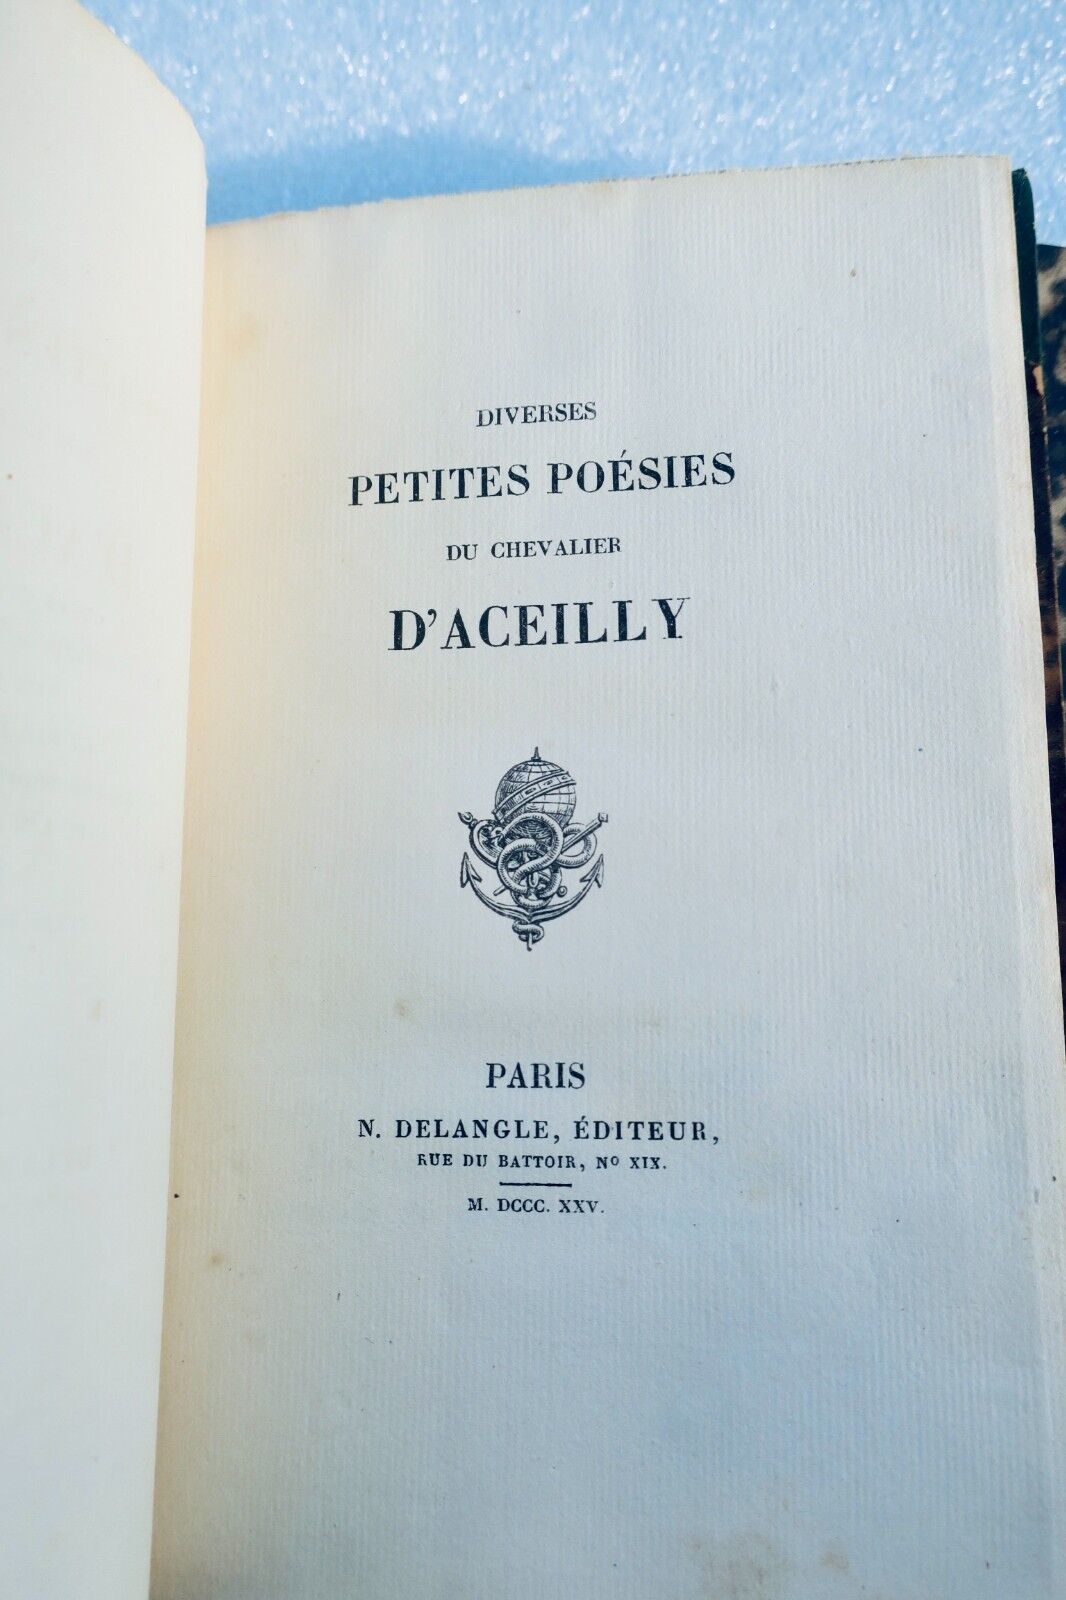 DIVERSES
PETITES POÉSIES
DU CHEVALIER
D'ACEILLY
PARIS
N. DELANGLE, ÉDITEUR,
RUE DU BATTOIR, Nº XIX.
M. DCCC. XXV.